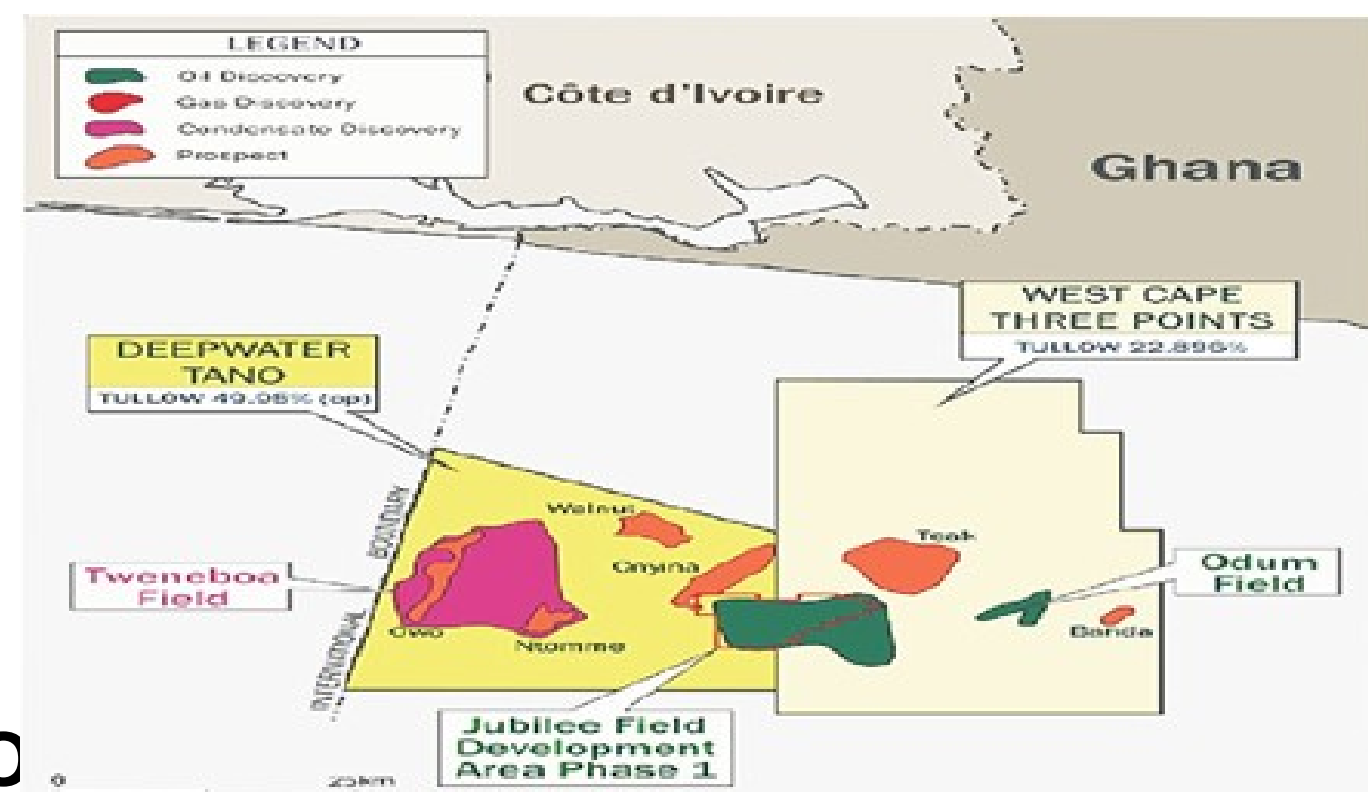 LEGEND
Oil Discovery
Gas Discovery
Condensate Discovery
Prospect
Côte d'Ivoire
Ghana
WEST CAPE
THREE POINTS
TULLOW 22.896%
DEEPWATER
TANO
TULLOW 49.95% (op)
INTERNATIONAL BOUNDARY
Walnut
Onyina
Teak
Tweneboa
Field
Owo
Ntomme
Odum
Field
Banda
Jubilee Field
Development
Area Phase 1
0
25km